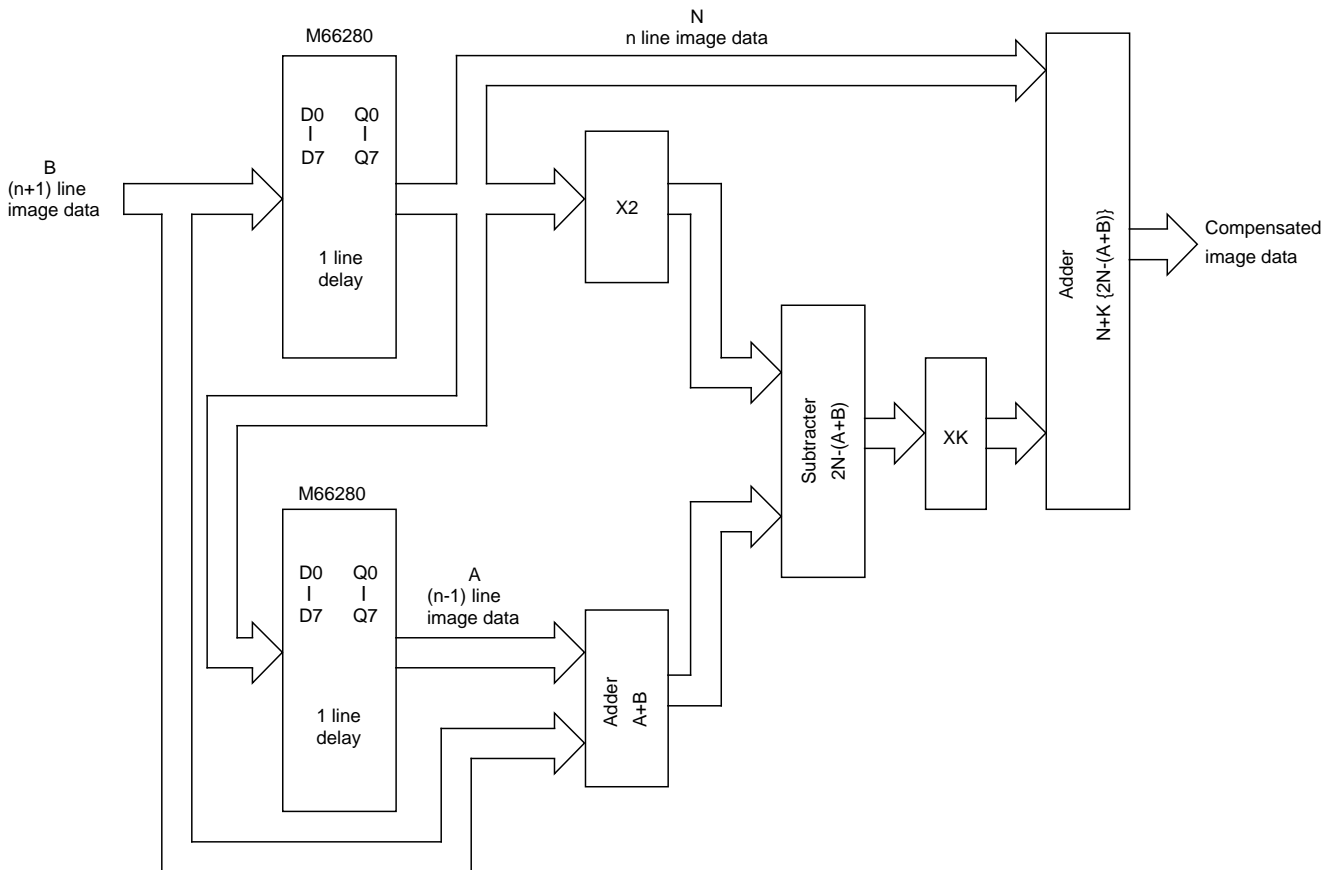 N
n line image data
M66280
D0 Q0
D7 Q7
1 line
delay
B
(n+1) line
image data
X2
Adder
N+K {2N-(A+B)}
Compensated
image data
Subtracter
2N-(A+B)
XK
M66280
D0 Q0
D7 Q7
1 line
delay
A
(n-1) line
image data
Adder
A+B